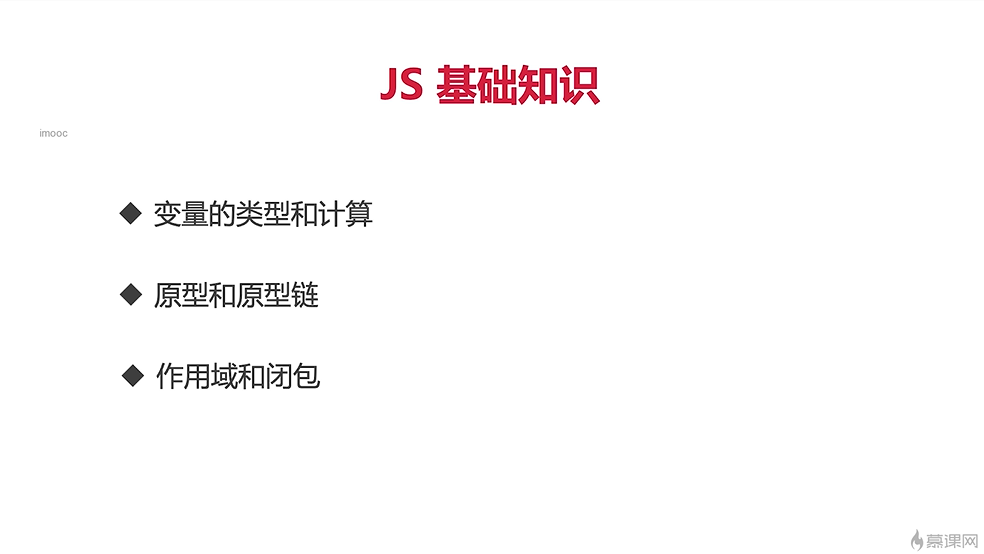 JS 基础知识
imooc
变量的类型和计算
原型和原型链
作用域和闭包
慕课网